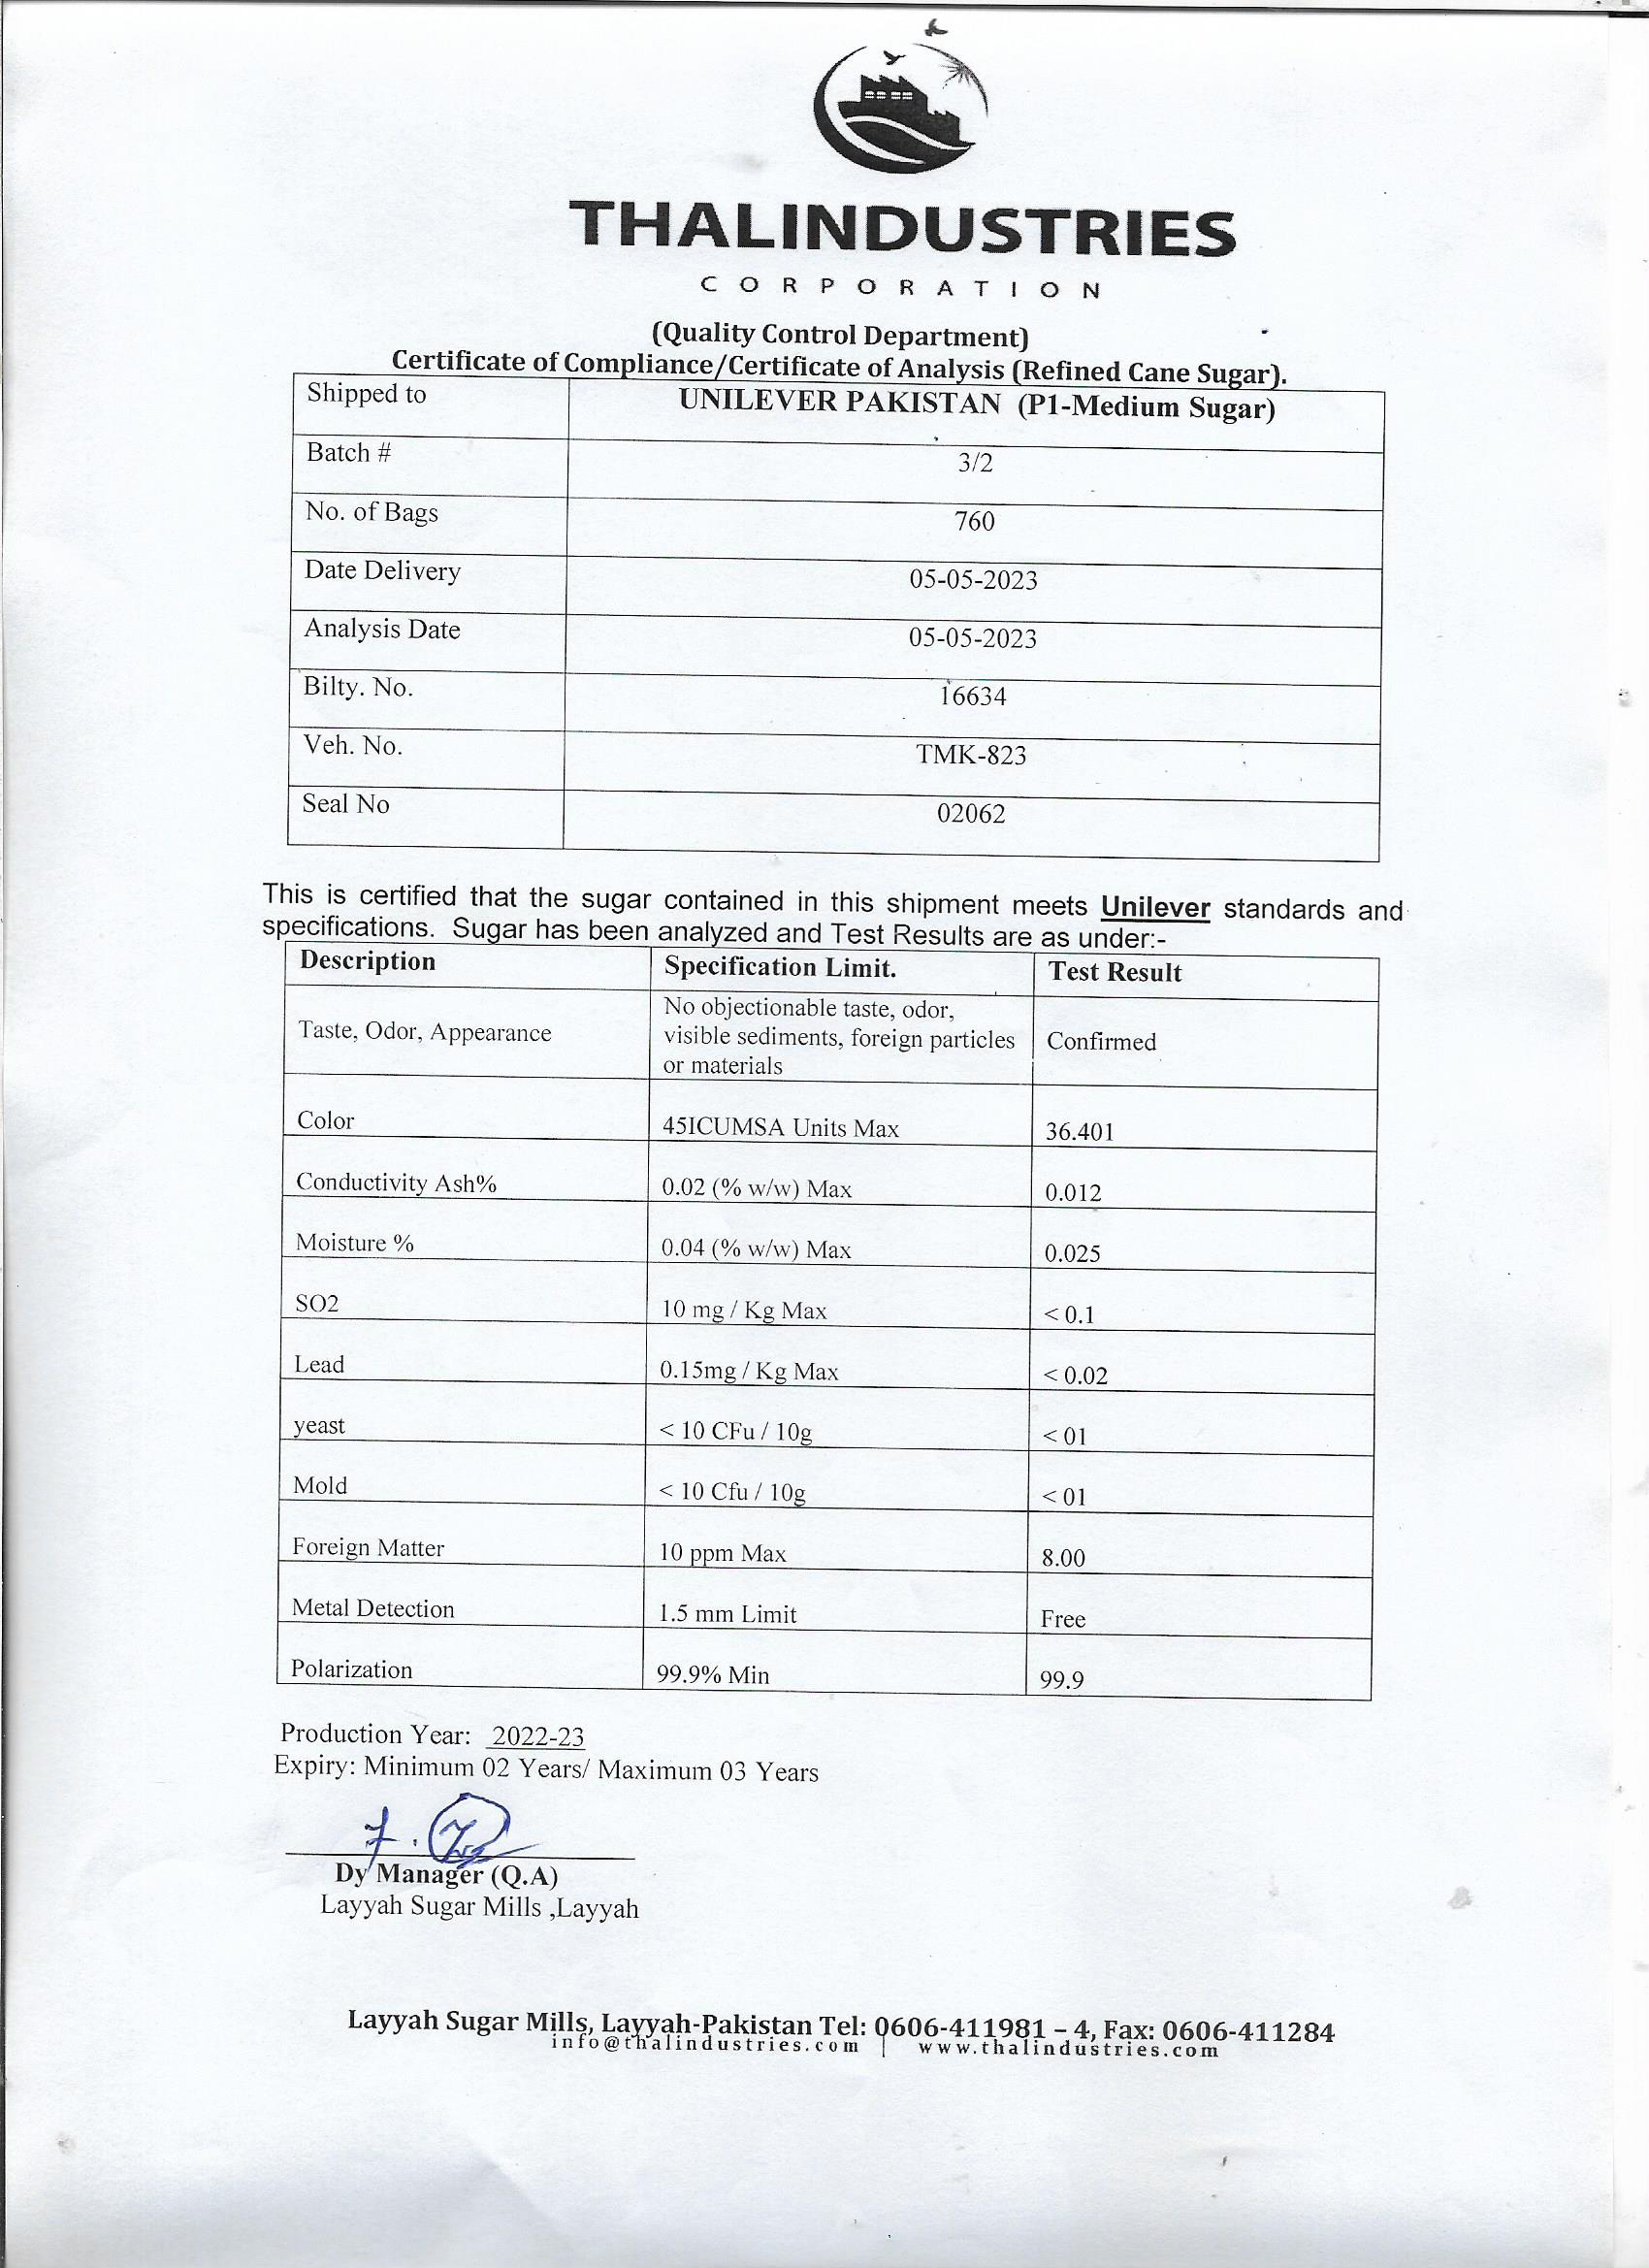 THALINDUSTRIES
CORPORATION
(Quality Control Department)
Certificate of Compliance/Certificate of Analysis (Refined Cane Sugar).
Shipped to UNILEVER PAKISTAN (P1-Medium Sugar)
Batch # 3/2
No. of Bags 760
Date Delivery 05-05-2023
Analysis Date 05-05-2023
Bilty. No. 16634
Veh. No. TMK-823
Seal No 02062
This is certified that the sugar contained in this shipment meets Unilever standards and
specifications. Sugar has been analyzed and Test Results are as under:-
Description Specification Limit. Test Result
Taste, Odor, Appearance No objectionable taste, odor,
visible sediments, foreign particles
or materials Confirmed
Color 45ICUMSA Units Max 36.401
Conductivity Ash% 0.02 (% w/w) Max 0.012
Moisture % 0.04 (% w/w) Max 0.025
SO2 10 mg / Kg Max < 0.1
Lead 0.15mg / Kg Max < 0.02
yeast < 10 CFu / 10g < 01
Mold < 10 Cfu / 10g < 01
Foreign Matter 10 ppm Max 8.00
Metal Detection 1.5 mm Limit Free
Polarization 99.9% Min 99.9
Production Year: 2022-23
Expiry: Minimum 02 Years/ Maximum 03 Years
Dy Manager (Q.A)
Layyah Sugar Mills ,Layyah
Layyah Sugar Mills, Layyah-Pakistan Tel: 0606-411981 – 4, Fax: 0606-411284
info@thalindustries.com | www.thalindustries.com